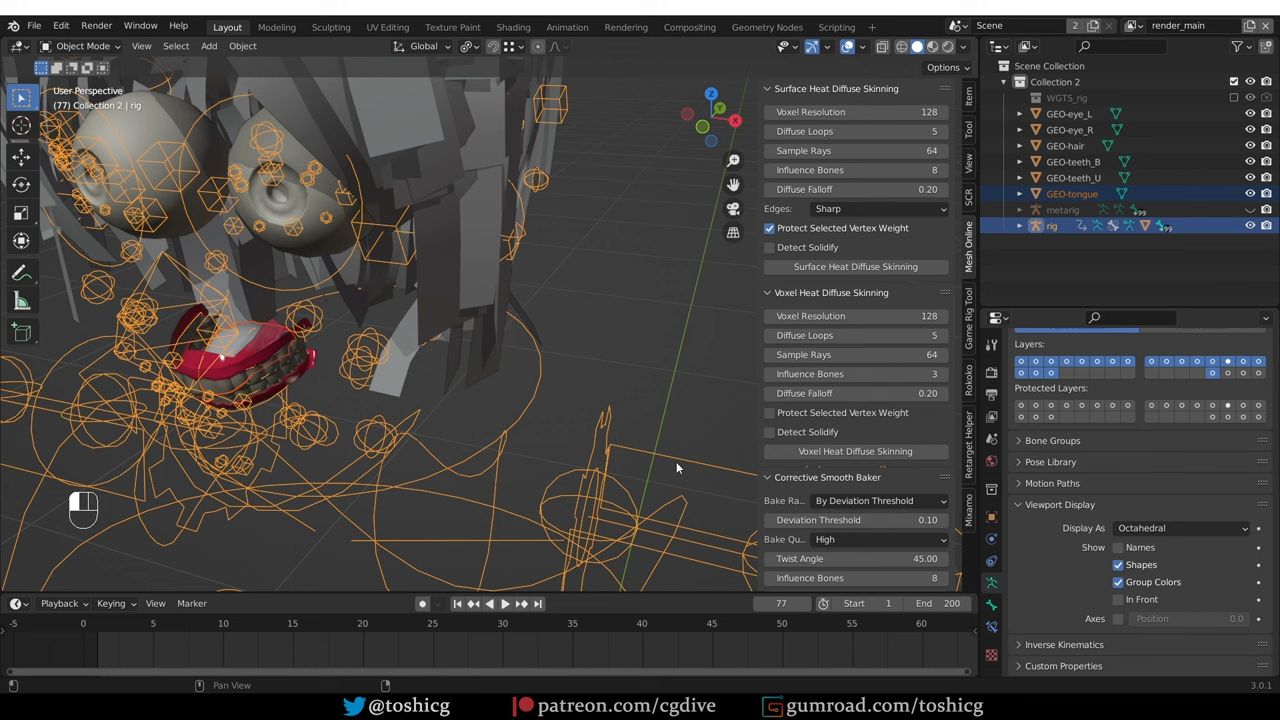 File Edit Render Window Help Layout Modeling Sculpting UV Editing Texture Paint Shading Animation Rendering Compositing Geometry Nodes Scripting + Scene 2 render_main
Object Mode View Select Add Object Global
Options
User Perspective
(77) Collection 2 | rig
Z
Y
X
Surface Heat Diffuse Skinning
Voxel Resolution 128
Diffuse Loops 5
Sample Rays 64
Influence Bones 8
Diffuse Falloff 0.20
Edges: Sharp
Protect Selected Vertex Weight
Detect Solidify
Surface Heat Diffuse Skinning
Voxel Heat Diffuse Skinning
Voxel Resolution 128
Diffuse Loops 5
Sample Rays 64
Influence Bones 3
Diffuse Falloff 0.20
Protect Selected Vertex Weight
Detect Solidify
Voxel Heat Diffuse Skinning
Corrective Smooth Baker
Bake Ra... By Deviation Threshold
Deviation Threshold 0.10
Bake Qu... High
Twist Angle 45.00
Influence Bones 8
Item
Tool
View
SCR
Mesh Online
Game Rig Tool
Rokoko
Retarget Helper
Mixamo
Scene Collection
Collection 2
WGTS_rig
GEO-eye_L
GEO-eye_R
GEO-hair
GEO-teeth_B
GEO-teeth_U
GEO-tongue
metarig +99
rig +99
Layers:
Protected Layers:
Bone Groups
Pose Library
Motion Paths
Viewport Display
Display As Octahedral
Show Names
Shapes
Group Colors
In Front
Axes Position 0.0
Inverse Kinematics
Custom Properties
Playback Keying View Marker 77 Start 1 End 200
-5 0 5 10 15 20 25 30 35 40 45 50 55 60
Pan View 3.0.1
@toshicg patreon.com/cgdive gumroad.com/toshicg